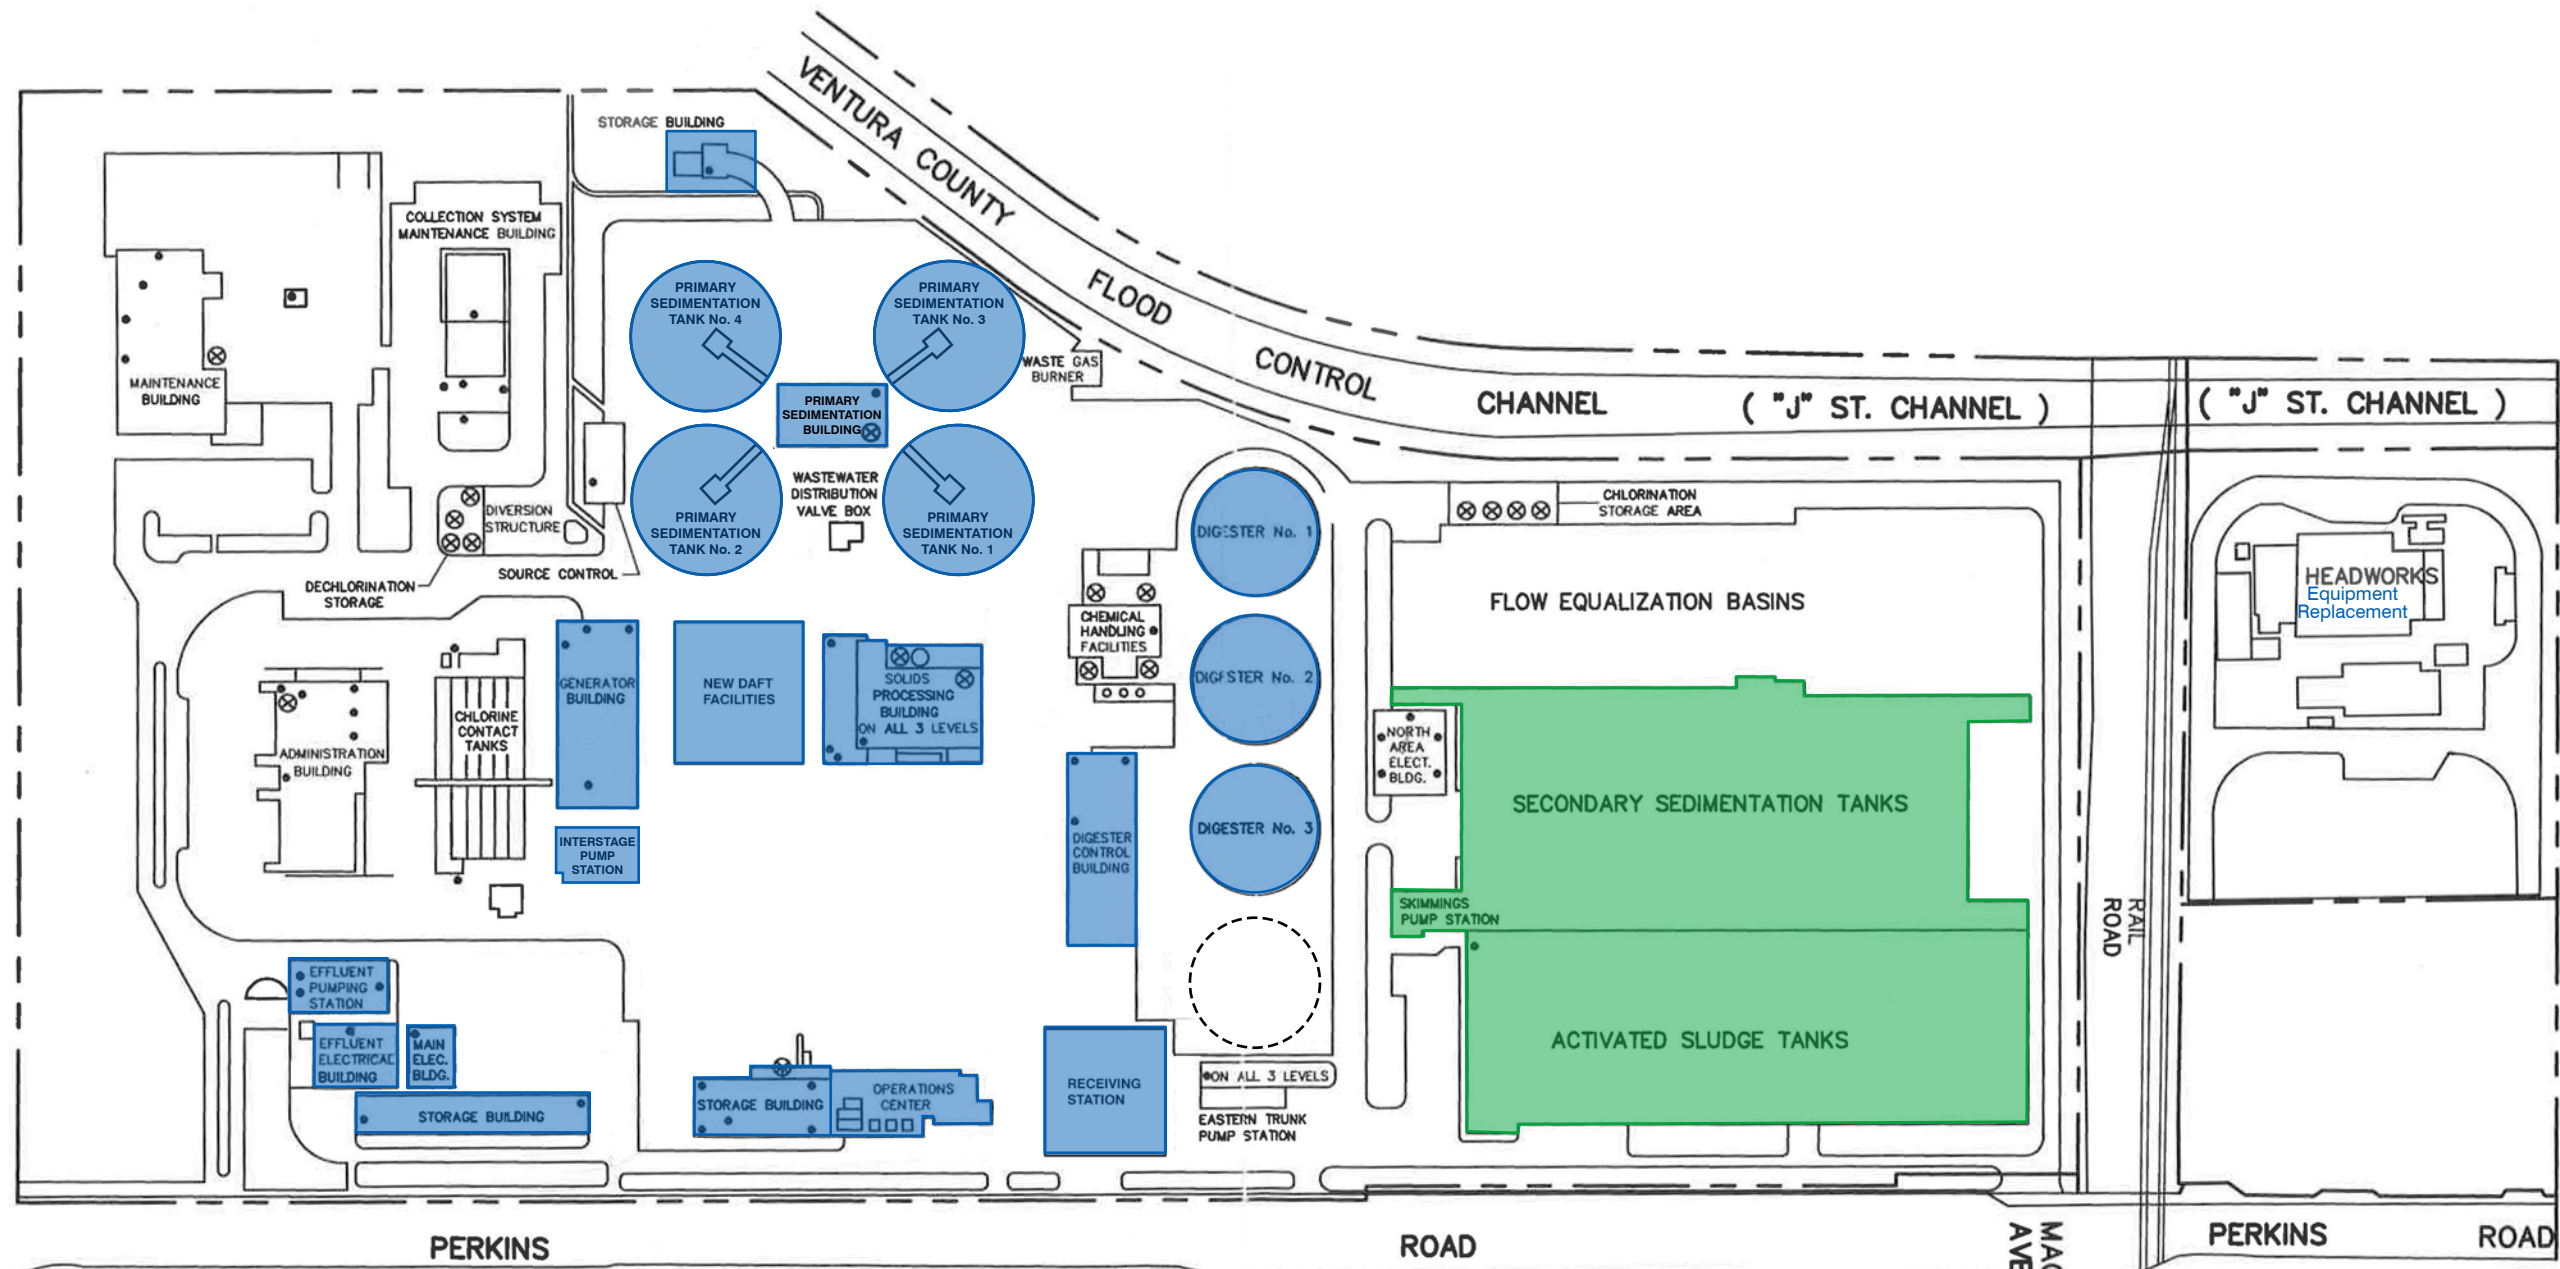 VENTURA COUNTY FLOOD CONTROL CHANNEL ( "J" ST. CHANNEL )
( "J" ST. CHANNEL )
STORAGE BUILDING
COLLECTION SYSTEM
MAINTENANCE BUILDING
MAINTENANCE
BUILDING
PRIMARY
SEDIMENTATION
TANK No. 4
PRIMARY
SEDIMENTATION
TANK No. 3
WASTE GAS
BURNER
PRIMARY
SEDIMENTATION
BUILDING
WASTEWATER
DISTRIBUTION
VALVE BOX
PRIMARY
SEDIMENTATION
TANK No. 2
PRIMARY
SEDIMENTATION
TANK No. 1
DIVERSION
STRUCTURE
SOURCE CONTROL
DECHLORINATION
STORAGE
DIGESTER No. 1
CHLORINATION
STORAGE AREA
FLOW EQUALIZATION BASINS
HEADWORKS
Equipment
Replacement
CHEMICAL
HANDLING
FACILITIES
GENERATOR
BUILDING
NEW DAFT
FACILITIES
SOLIDS
PROCESSING
BUILDING
ON ALL 3 LEVELS
DIGESTER No. 2
CHLORINE
CONTACT
TANKS
ADMINISTRATION
BUILDING
NORTH
AREA
ELECT.
BLDG.
SECONDARY SEDIMENTATION TANKS
INTERSTAGE
PUMP
STATION
DIGESTER
CONTROL
BUILDING
DIGESTER No. 3
SKIMMINGS
PUMP STATION
RAIL
ROAD
EFFLUENT
PUMPING
STATION
EFFLUENT
ELECTRICAL
BUILDING
MAIN
ELEC.
BLDG.
ACTIVATED SLUDGE TANKS
STORAGE BUILDING
STORAGE BUILDING
OPERATIONS
CENTER
RECEIVING
STATION
ON ALL 3 LEVELS
EASTERN TRUNK
PUMP STATION
PERKINS ROAD
MAC
AVE
PERKINS ROAD